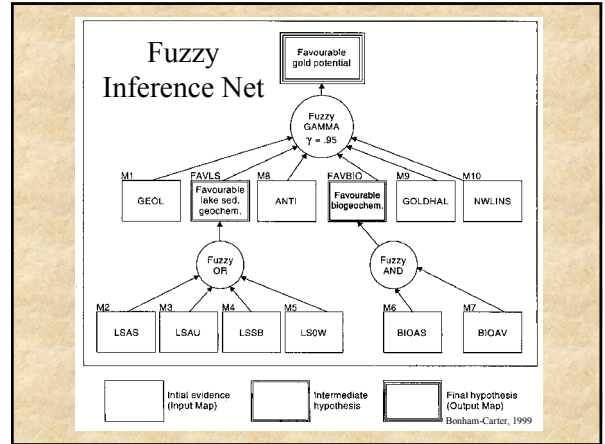 Fuzzy
Inference Net
Favourable
gold potential
Fuzzy
GAMMA
γ = .95
M1
FAVLS
M8
FAVBIO
M9
M10
GEOL
Favourable
lake sed.
geochem.
ANTI
Favourable
biogeochem.
GOLDHAL
NWLINS
Fuzzy
OR
Fuzzy
AND
M2
M3
M4
M5
M6
M7
LSAS
LSAU
LSSB
LS0W
BIOAS
BIOAV
Intial evidence
(Input Map)
Intermediate
hypothesis
Final hypothesis
(Output Map)
Bonham-Carter, 1999